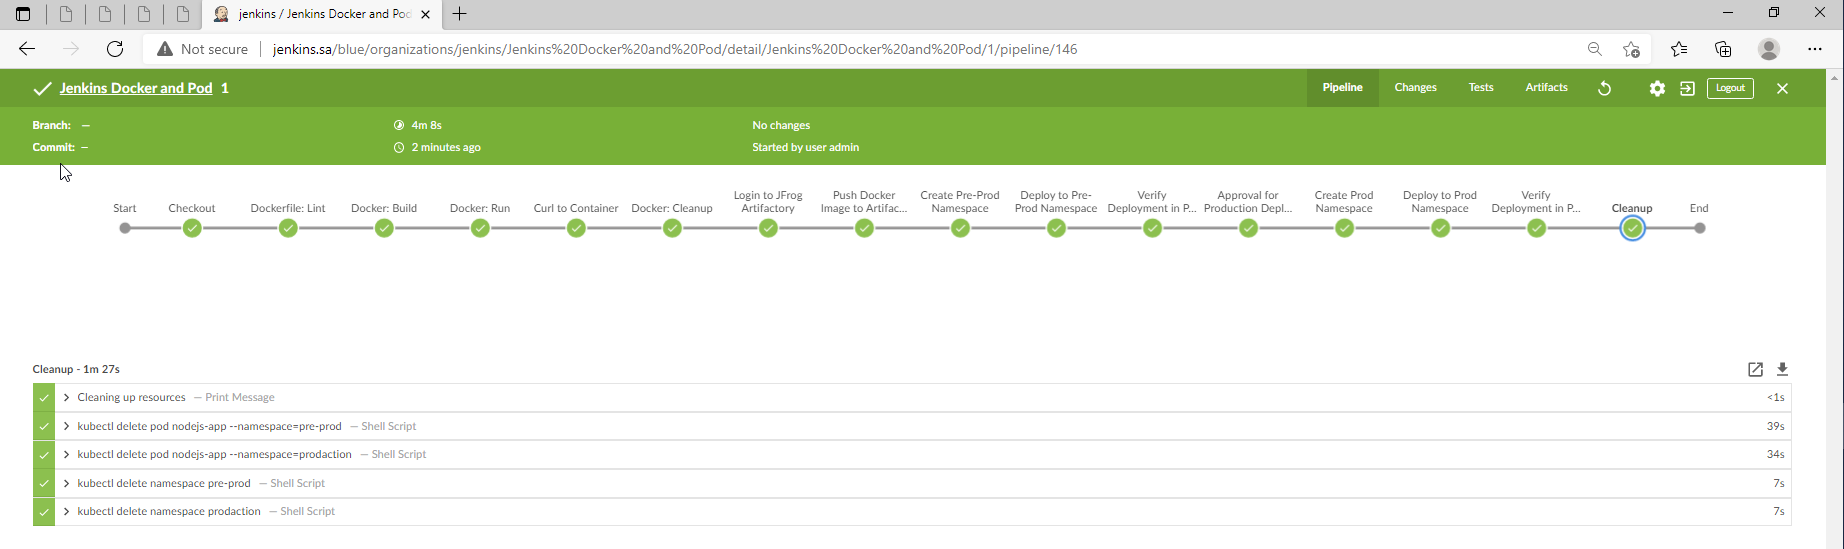 jenkins / Jenkins Docker and Pod
Not secure
jenkins.sa/blue/organizations/jenkins/Jenkins%20Docker%20and%20Pod/detail/Jenkins%20Docker%20and%20Pod/1/pipeline/146
Jenkins Docker and Pod 1
Pipeline
Changes
Tests
Artifacts
Logout
Branch: —
4m 8s
No changes
Commit: —
2 minutes ago
Started by user admin
Start
Checkout
Dockerfile: Lint
Docker: Build
Docker: Run
Curl to Container
Docker: Cleanup
Login to JFrog
Artifactory
Push Docker
Image to Artifac...
Create Pre-Prod
Namespace
Deploy to Pre-
Prod Namespace
Verify
Deployment in P...
Approval for
Production Depl...
Create Prod
Namespace
Deploy to Prod
Namespace
Verify
Deployment in P...
Cleanup
End
Cleanup - 1m 27s
Cleaning up resources — Print Message <1s
kubectl delete pod nodejs-app --namespace=pre-prod — Shell Script 39s
kubectl delete pod nodejs-app --namespace=prodaction — Shell Script 34s
kubectl delete namespace pre-prod — Shell Script 7s
kubectl delete namespace prodaction — Shell Script 7s